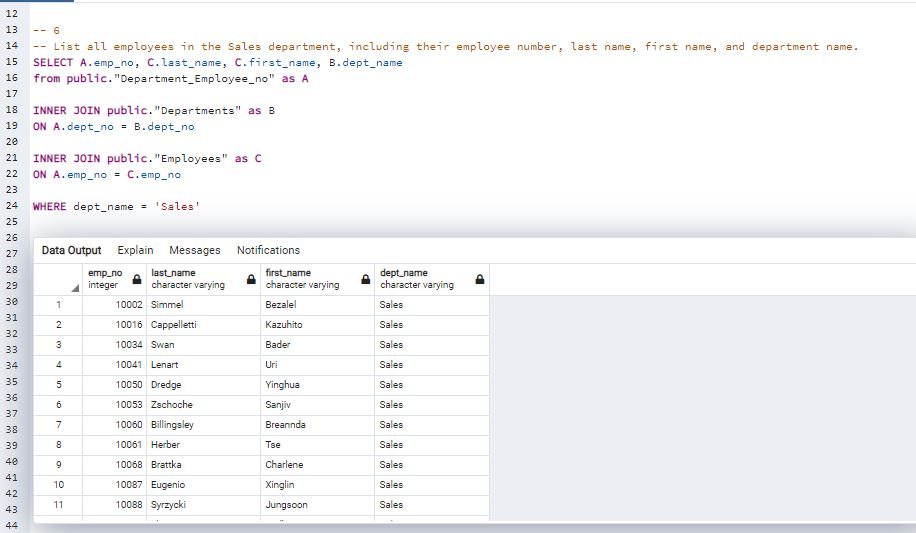 12
13 -- 6
14 -- List all employees in the Sales department, including their employee number, last name, first name, and department name.
15 SELECT A.emp_no, C.last_name, C.first_name, B.dept_name
16 from public."Department_Employee_no" as A
17
18 INNER JOIN public."Departments" as B
19 ON A.dept_no = B.dept_no
20
21 INNER JOIN public."Employees" as C
22 ON A.emp_no = C.emp_no
23
24 WHERE dept_name = 'Sales'
25
26
27 Data Output Explain Messages Notifications
28 emp_no last_name first_name dept_name
29 integer character varying character varying character varying
30 1 10002 Simmel Bezalel Sales
31 2 10016 Cappelletti Kazuhito Sales
32
33 3 10034 Swan Bader Sales
34 4 10041 Lenart Uri Sales
35 5 10050 Dredge Yinghua Sales
36 6 10053 Zschoche Sanjiv Sales
37
38 7 10060 Billingsley Breannda Sales
39 8 10061 Herber Tse Sales
40 9 10068 Brattka Charlene Sales
41 10 10087 Eugenio Xinglin Sales
42
43 11 10088 Syrzycki Jungsoon Sales
44